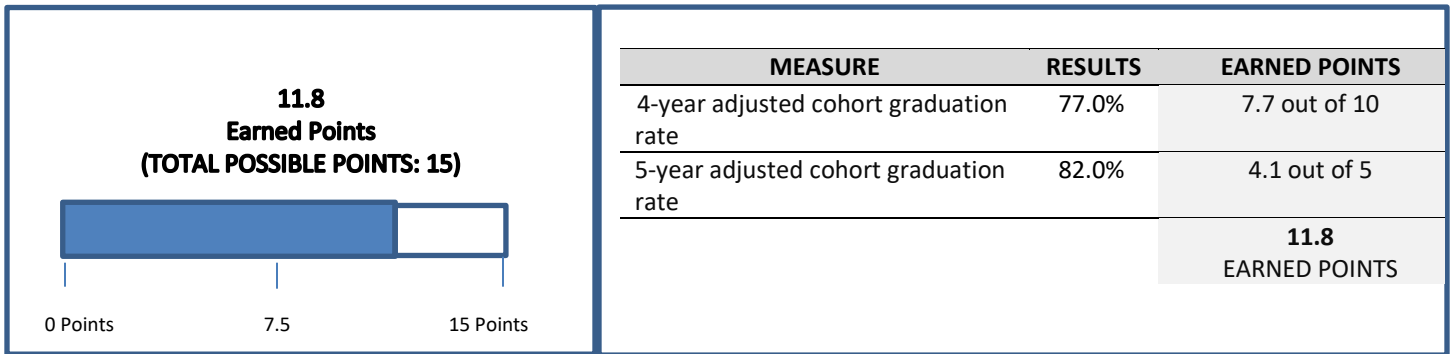 11.8
Earned Points
(TOTAL POSSIBLE POINTS: 15)
0 Points 7.5 15 Points
MEASURE RESULTS EARNED POINTS
4-year adjusted cohort graduation 77.0% 7.7 out of 10
rate
5-year adjusted cohort graduation 82.0% 4.1 out of 5
rate
11.8
EARNED POINTS